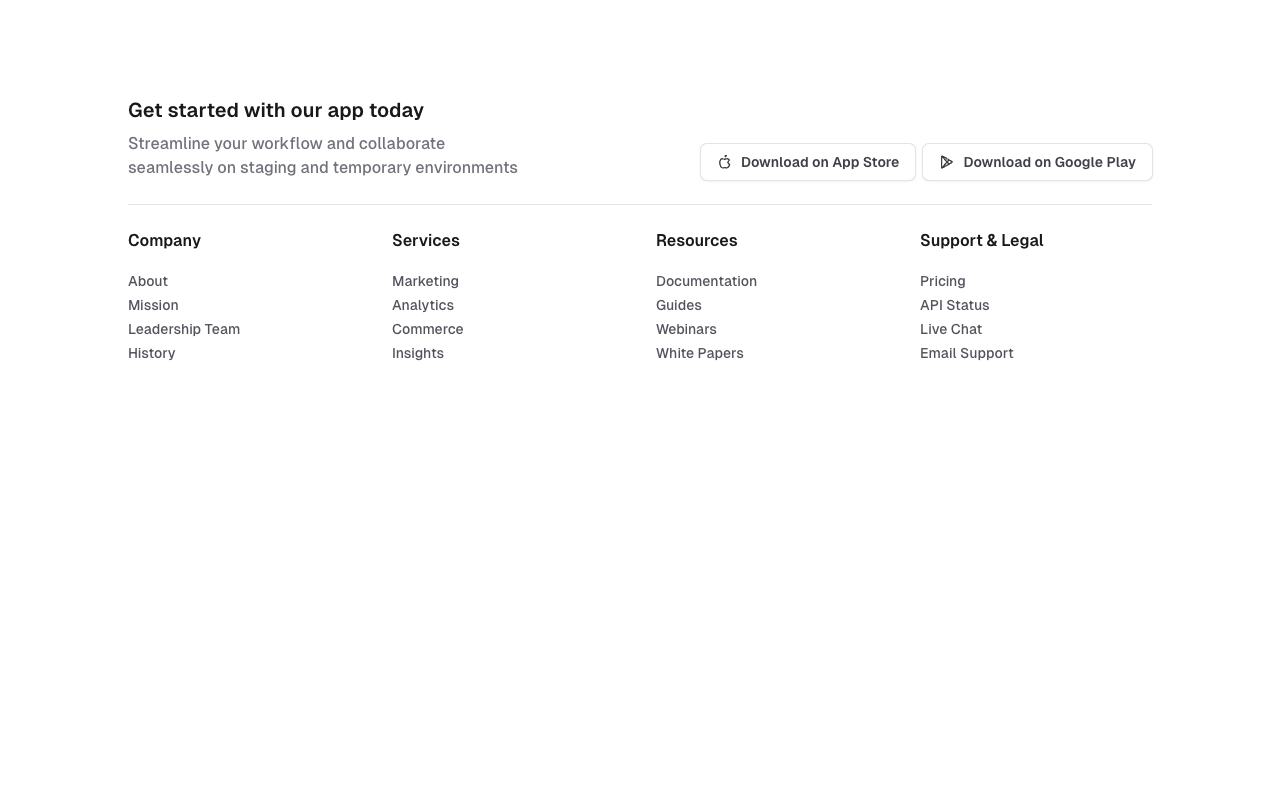 Get started with our app today
Streamline your workflow and collaborate
seamlessly on staging and temporary environments
Download on App Store
Download on Google Play
Company
About
Mission
Leadership Team
History
Services
Marketing
Analytics
Commerce
Insights
Resources
Documentation
Guides
Webinars
White Papers
Support & Legal
Pricing
API Status
Live Chat
Email Support